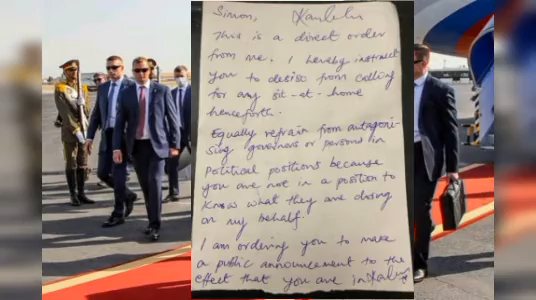 Simon,
This is a direct order
from me. I hereby instruct
you to desist from calling
for any sit-at-home
henceforth.
Equally refrain from antagoni-
sing governors or persons in
political positions because
you are not in a position to
know what they are doing
on my behalf.
I am ordering you to make
a public announcement to the
effect that you are in